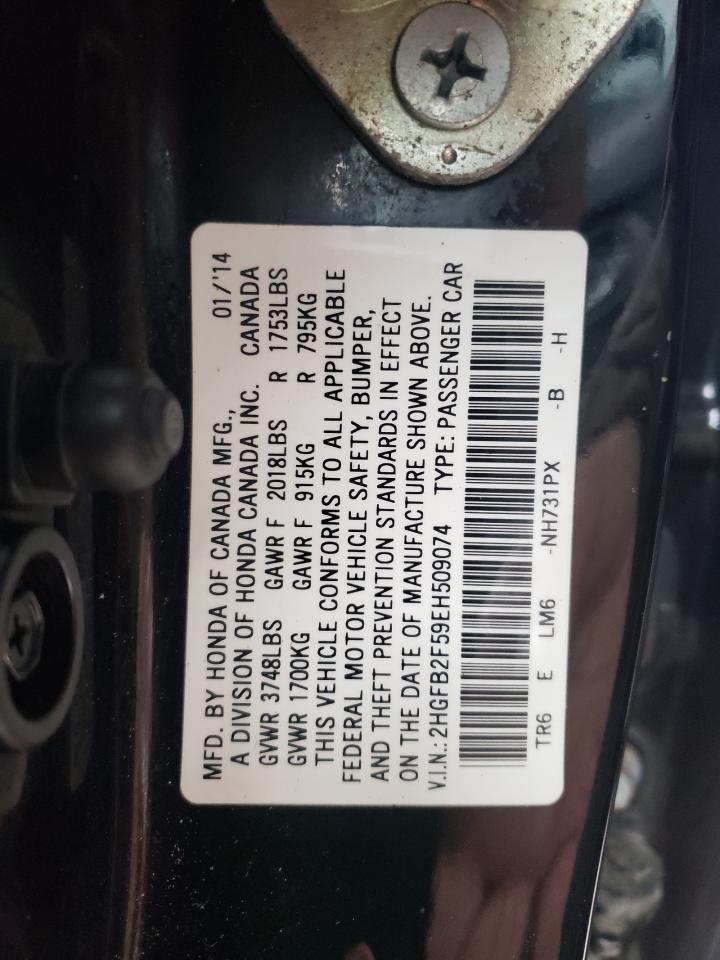 MFD. BY HONDA OF CANADA MFG., 01/'14
A DIVISION OF HONDA CANADA INC. CANADA
GVWR 3748LBS GAWR F 2018LBS R 1753LBS
GVWR 1700KG GAWR F 915KG R 795KG
THIS VEHICLE CONFORMS TO ALL APPLICABLE
FEDERAL MOTOR VEHICLE SAFETY, BUMPER,
AND THEFT PREVENTION STANDARDS IN EFFECT
ON THE DATE OF MANUFACTURE SHOWN ABOVE.
V.I.N.: 2HGFB2F59EH509074 TYPE: PASSENGER CAR
TR6 E LM6 -NH731PX -B -H